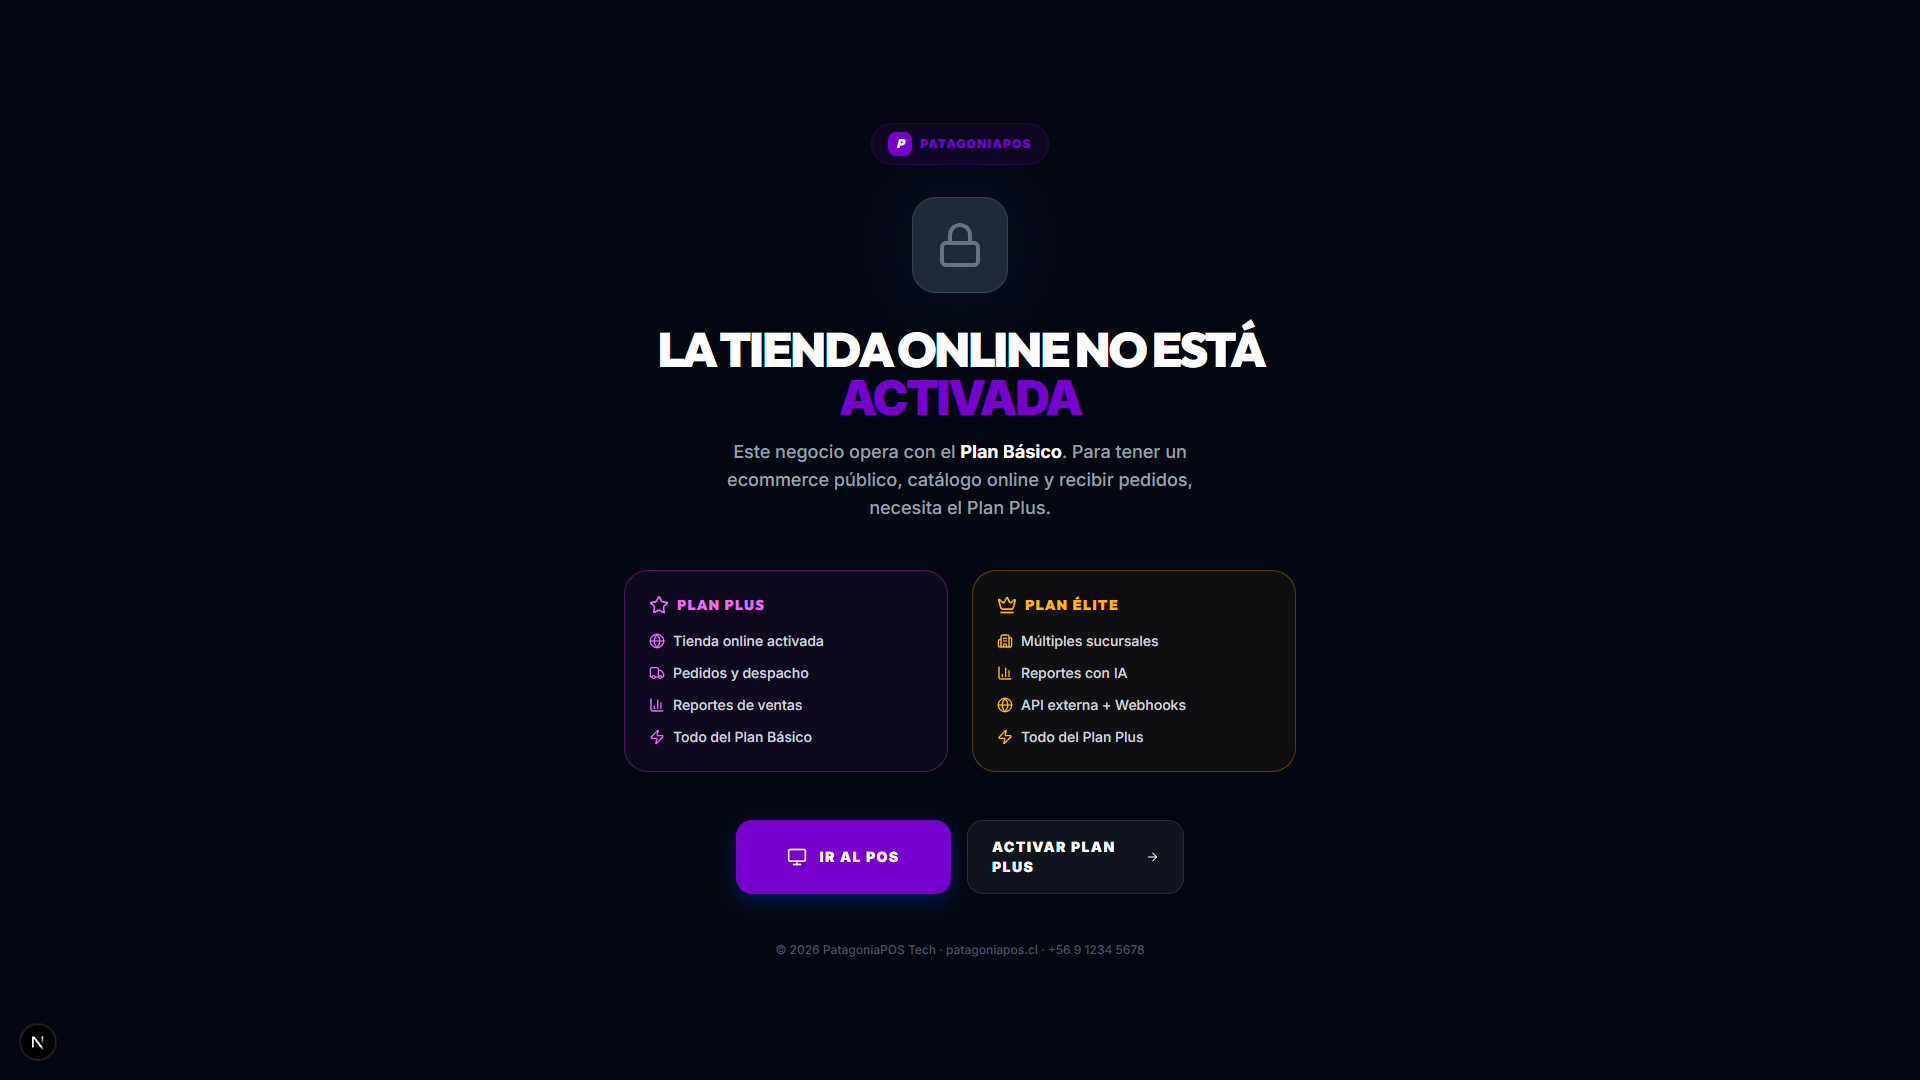 P PATAGONIAPOS
LA TIENDA ONLINE NO ESTÁ
ACTIVADA
Este negocio opera con el Plan Básico. Para tener un
ecommerce público, catálogo online y recibir pedidos,
necesita el Plan Plus.
PLAN PLUS
Tienda online activada
Pedidos y despacho
Reportes de ventas
Todo del Plan Básico
PLAN ÉLITE
Múltiples sucursales
Reportes con IA
API externa + Webhooks
Todo del Plan Plus
IR AL POS
ACTIVAR PLAN
PLUS
© 2026 PatagoniaPOS Tech · patagoniapos.cl · +56 9 1234 5678
N